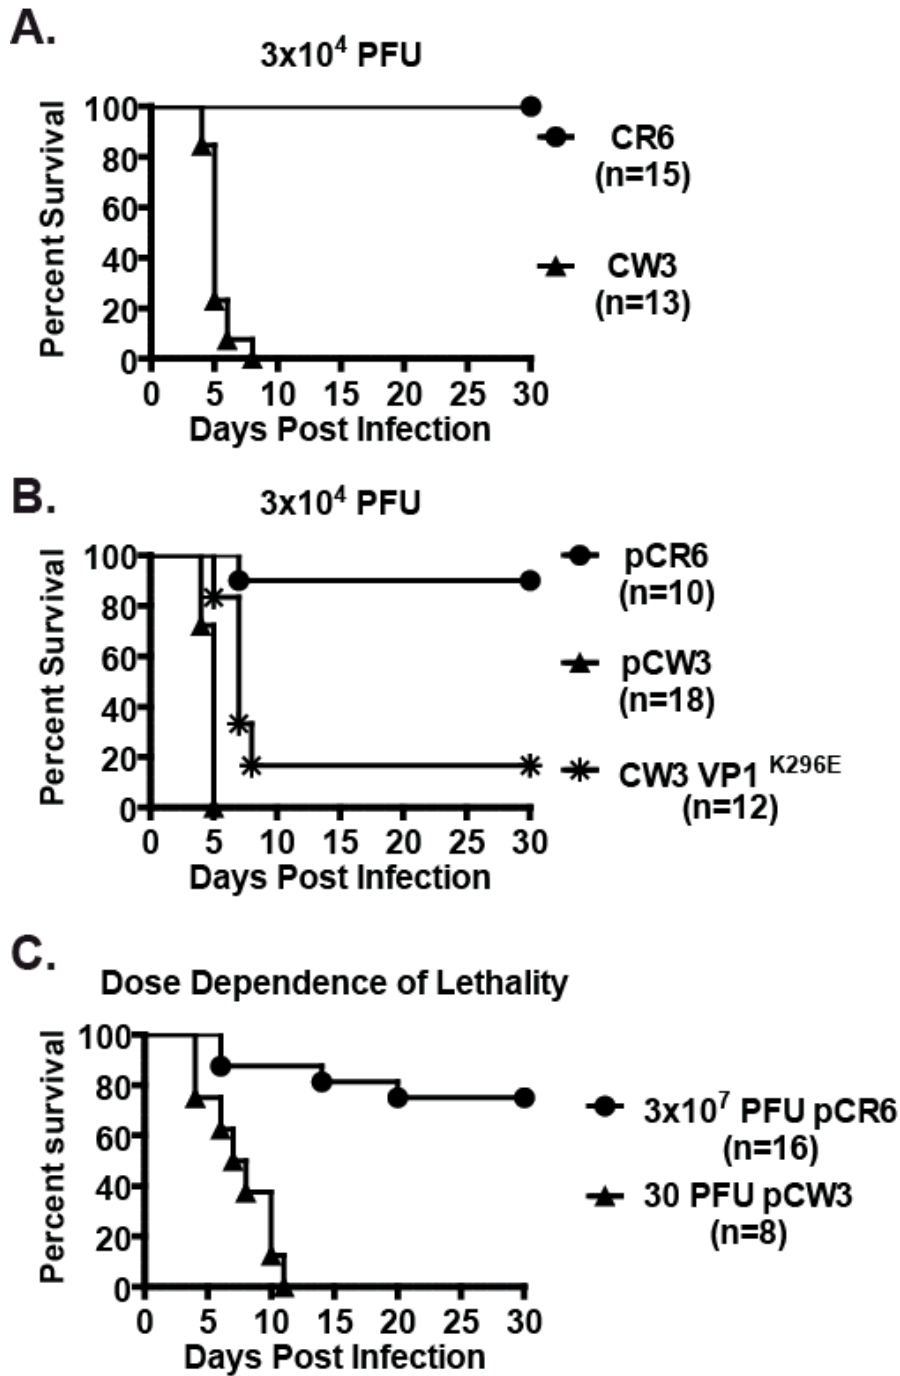 A.
3x10⁴ PFU
Percent Survival
100
80
60
40
20
0
0 5 10 15 20 25 30
Days Post Infection
CR6
(n=15)
CW3
(n=13)
B.
3x10⁴ PFU
Percent Survival
100
80
60
40
20
0
0 5 10 15 20 25 30
Days Post Infection
pCR6
(n=10)
pCW3
(n=18)
CW3 VP1 K296E
(n=12)
C.
Dose Dependence of Lethality
Percent survival
100
80
60
40
20
0
0 5 10 15 20 25 30
Days Post Infection
3x10⁷ PFU pCR6
(n=16)
30 PFU pCW3
(n=8)